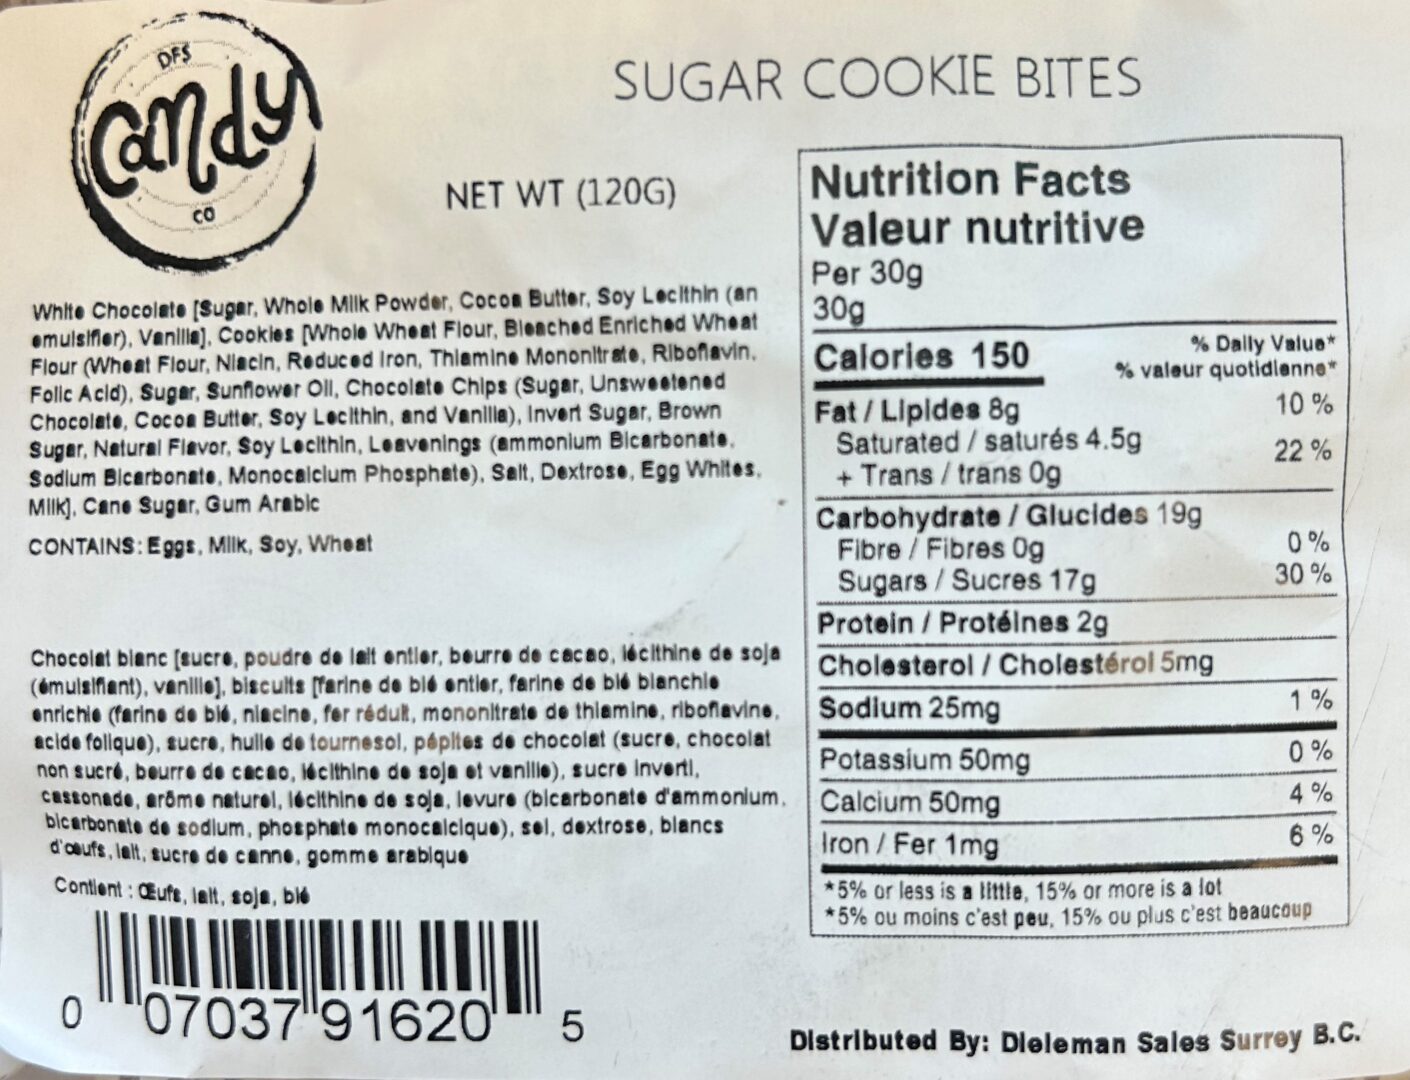 DFS
Candy
CO
SUGAR COOKIE BITES
NET WT (120G)
White Chocolate [Sugar, Whole Milk Powder, Cocoa Butter, Soy Lecithin (an
emulsifier), Vanilla], Cookies [Whole Wheat Flour, Bleached Enriched Wheat
Flour (Wheat Flour, Niacin, Reduced Iron, Thiamine Mononitrate, Riboflavin,
Folic Acid), Sugar, Sunflower Oil, Chocolate Chips (Sugar, Unsweetened
Chocolate, Cocoa Butter, Soy Lecithin, and Vanilla), Invert Sugar, Brown
Sugar, Natural Flavor, Soy Lecithin, Leavenings (ammonium Bicarbonate,
Sodium Bicarbonate, Monocalcium Phosphate), Salt, Dextrose, Egg Whites,
Milk], Cane Sugar, Gum Arabic
CONTAINS: Eggs, Milk, Soy, Wheat
Chocolat blanc [sucre, poudre de lait entier, beurre de cacao, lécithine de soja
(émulsifiant), vanille], biscuits [farine de blé entier, farine de blé blanchie
enrichie (farine de blé, niacine, fer réduit, mononitrate de thiamine, riboflavine,
acide folique), sucre, huile de tournesol, pépites de chocolat (sucre, chocolat
non sucré, beurre de cacao, lécithine de soja et vanille), sucre inverti,
cassonade, arôme naturel, lécithine de soja, levure (bicarbonate d'ammonium,
bicarbonate de sodium, phosphate monocalcique), sel, dextrose, blancs
d'œufs, lait, sucre de canne, gomme arabique
Contient : Œufs, lait, soja, blé
0 07037 91620 5
Nutrition Facts
Valeur nutritive
Per 30g
30g
Calories 150
% Daily Value*
% valeur quotidienne*
Fat / Lipides 8g 10 %
Saturated / saturés 4.5g
+ Trans / trans 0g 22 %
Carbohydrate / Glucides 19g
Fibre / Fibres 0g 0 %
Sugars / Sucres 17g 30 %
Protein / Protéines 2g
Cholesterol / Cholestérol 5mg
Sodium 25mg 1 %
Potassium 50mg 0 %
Calcium 50mg 4 %
Iron / Fer 1mg 6 %
*5% or less is a little, 15% or more is a lot
*5% ou moins c'est peu, 15% ou plus c'est beaucoup
Distributed By: Dieleman Sales Surrey B.C.